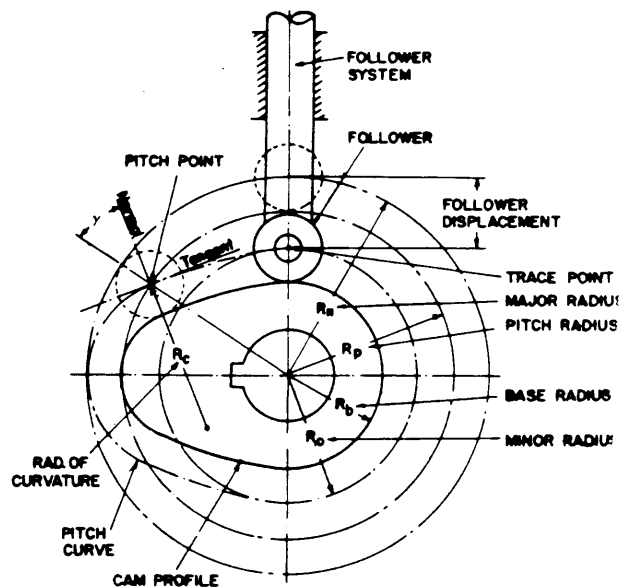 FOLLOWER
SYSTEM
FOLLOWER
PITCH POINT
Normal
γ
Tangent
FOLLOWER
DISPLACEMENT
TRACE POINT
MAJOR RADIUS
PITCH RADIUS
BASE RADIUS
MINOR RADIUS
Rp
Rc
Rb
Ro
RAD. OF
CURVATURE
PITCH
CURVE
CAM PROFILE